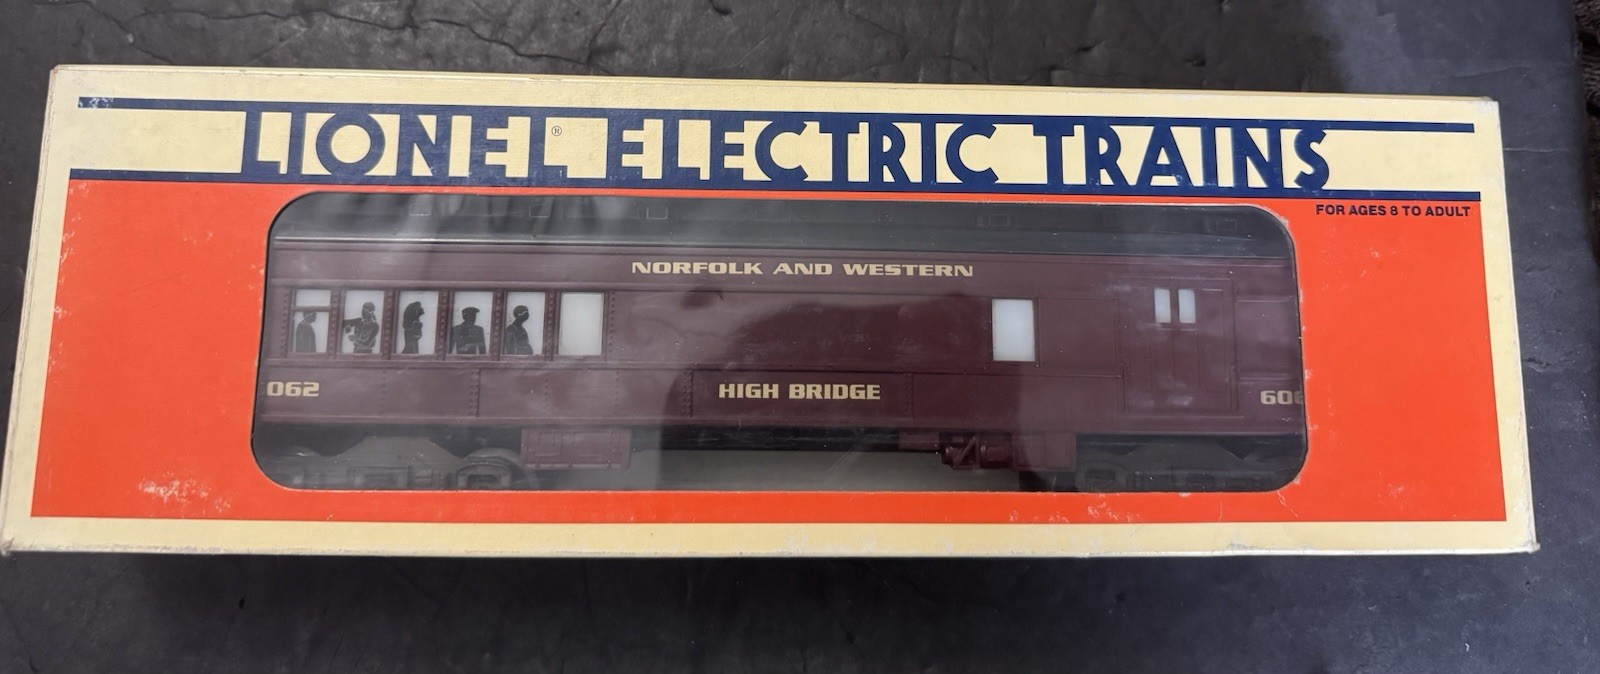 LIONEL® ELECTRIC TRAINS
FOR AGES 8 TO ADULT
NORFOLK AND WESTERN
062
HIGH BRIDGE
606